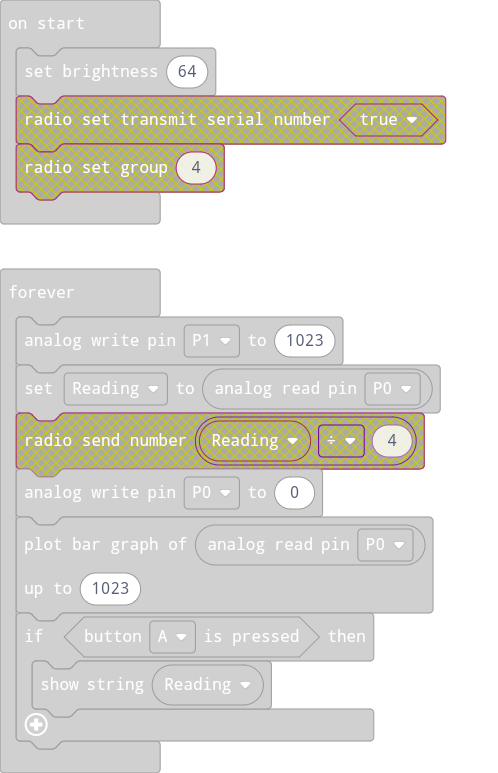 on start
set brightness 64
radio set transmit serial number true
radio set group 4
forever
analog write pin P1 to 1023
set Reading to analog read pin P0
radio send number Reading ÷ 4
analog write pin P0 to 0
plot bar graph of analog read pin P0
up to 1023
if button A is pressed then
show string Reading